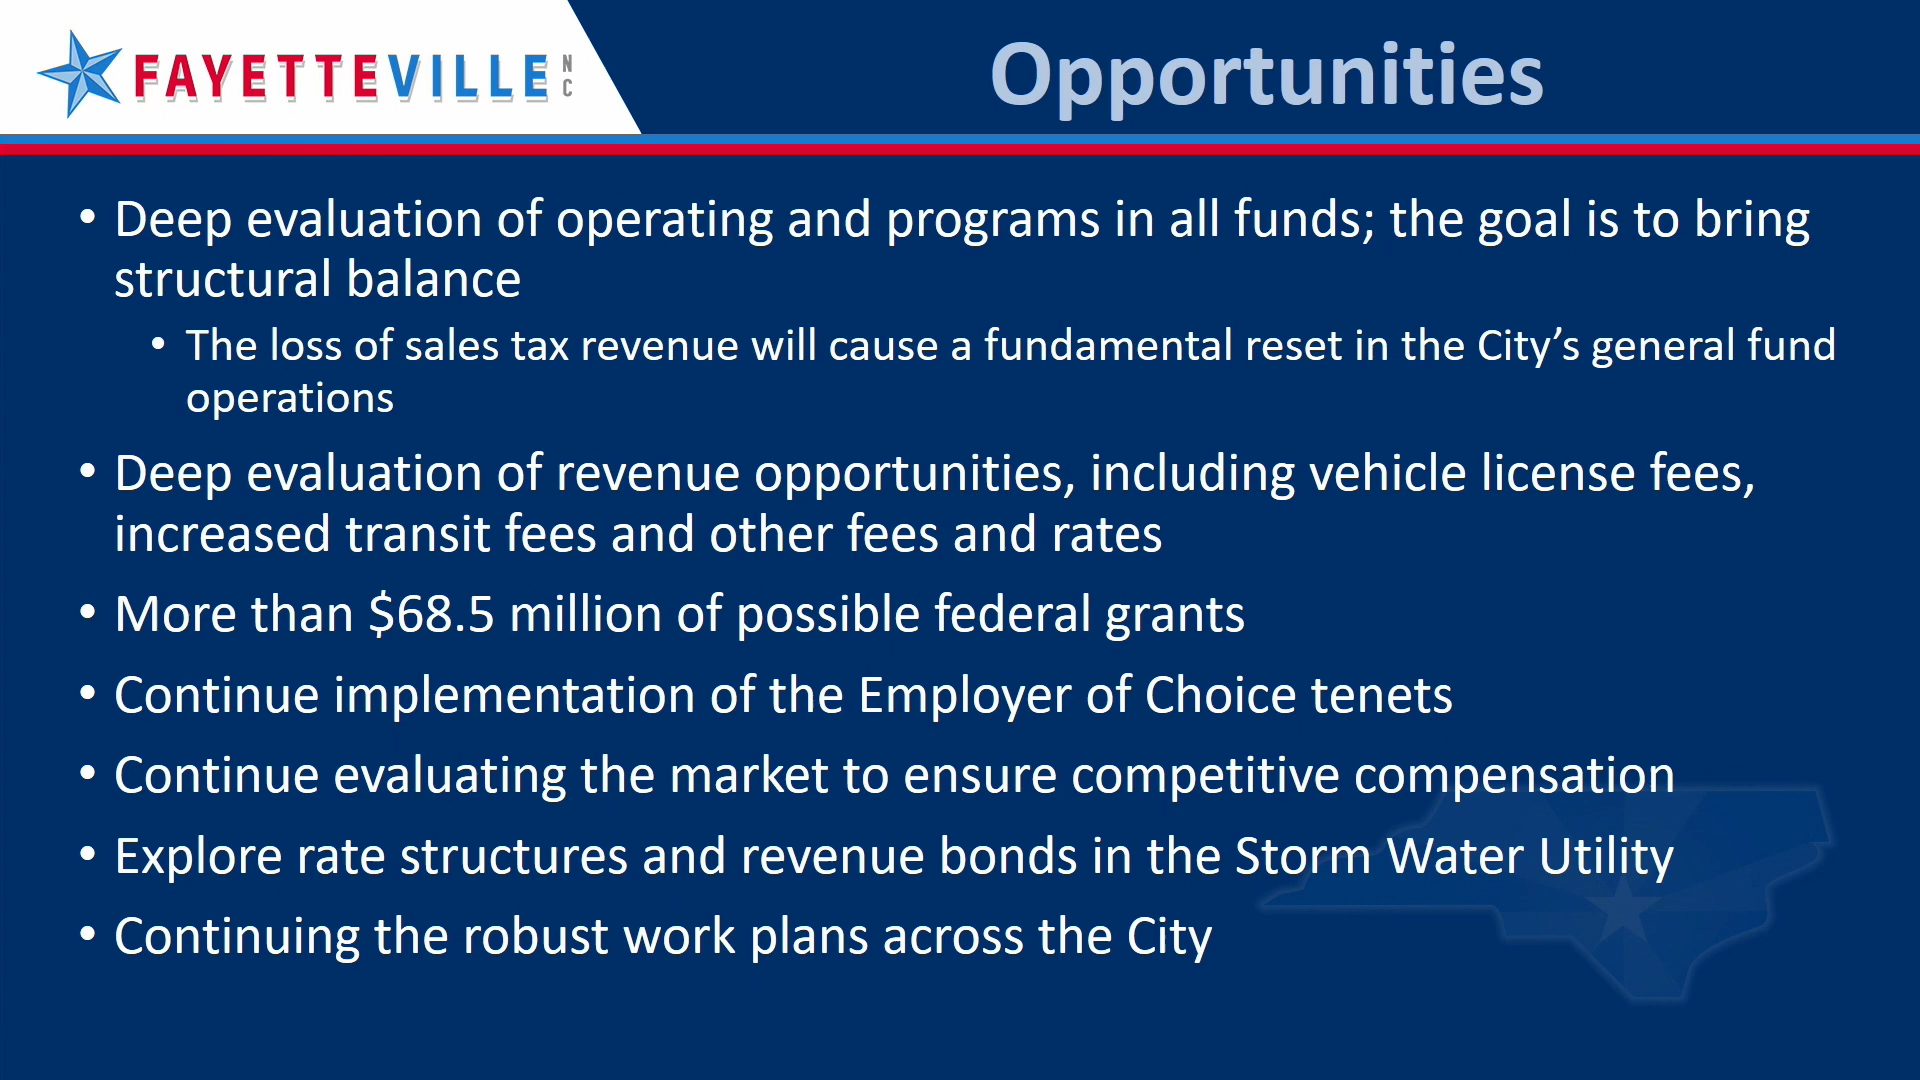 FAYETTEVILLE NC
Opportunities
• Deep evaluation of operating and programs in all funds; the goal is to bring
structural balance
• The loss of sales tax revenue will cause a fundamental reset in the City’s general fund
operations
• Deep evaluation of revenue opportunities, including vehicle license fees,
increased transit fees and other fees and rates
• More than $68.5 million of possible federal grants
• Continue implementation of the Employer of Choice tenets
• Continue evaluating the market to ensure competitive compensation
• Explore rate structures and revenue bonds in the Storm Water Utility
• Continuing the robust work plans across the City